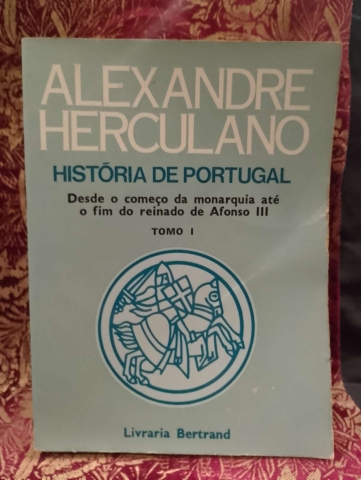 ALEXANDRE
HERCULANO
HISTÓRIA DE PORTUGAL
Desde o começo da monarquia até
o fim do reinado de Afonso III
TOMO I
Livraria Bertrand